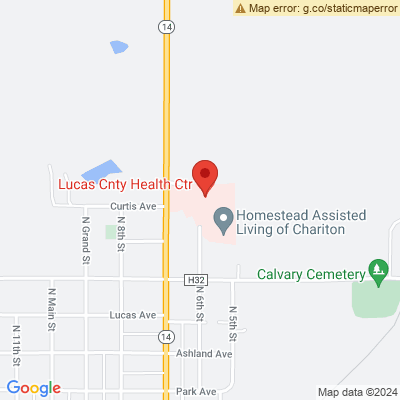 Map error: g.co/staticmaperror
14
Lucas Cnty Health Ctr
Curtis Ave
N Grand St
N 8th St
Homestead Assisted
Living of Chariton
Calvary Cemetery
H32
N Main St
N 11th St
Lucas Ave
N 6th St
N 5th St
14
Ashland Ave
Park Ave
Google
Map data ©2024